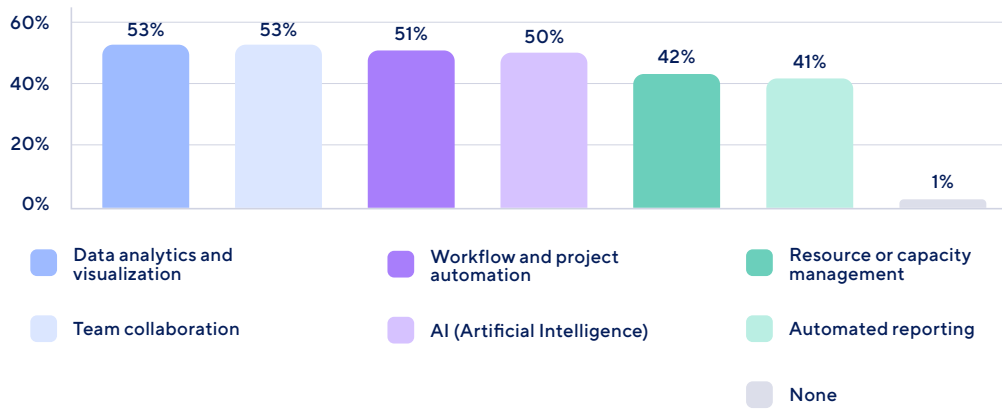 60%
40%
20%
0%
53%
53%
51%
50%
42%
41%
1%
Data analytics and
visualization
Team collaboration
Workflow and project
automation
AI (Artificial Intelligence)
Resource or capacity
management
Automated reporting
None